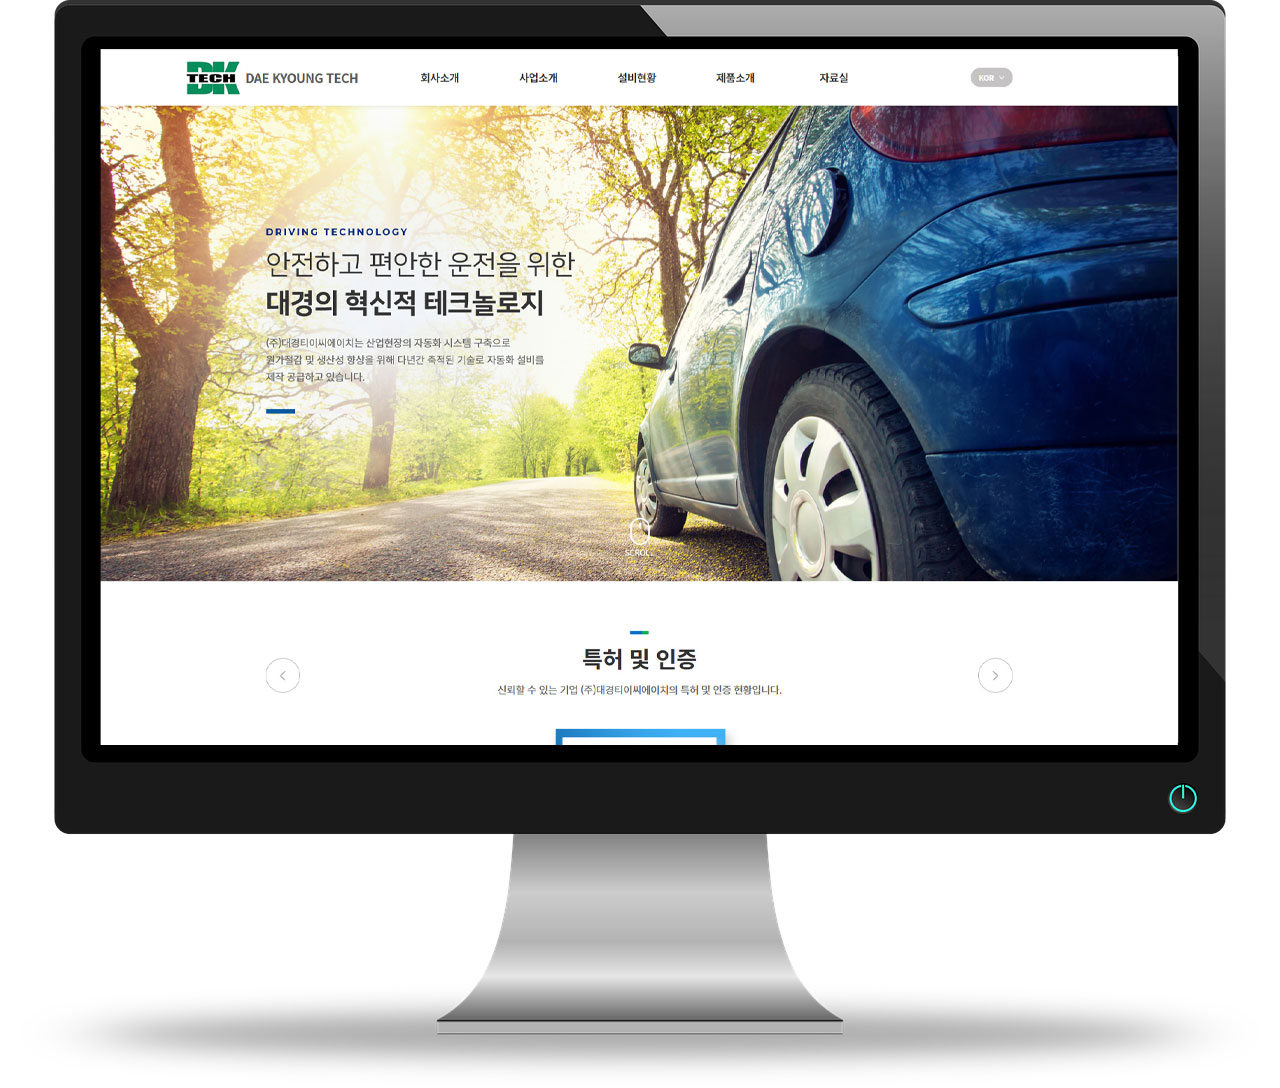 DK
TECH
DAE KYOUNG TECH
회사소개
사업소개
설비현황
제품소개
자료실
KOR
DRIVING TECHNOLOGY
안전하고 편안한 운전을 위한
대경의 혁신적 테크놀로지
(주)대경티이씨에이치는 산업현장의 자동화 시스템 구축으로
원가절감 및 생산성 향상을 위해 다년간 축적된 기술로 자동화 설비를
제작 공급하고 있습니다.
SCROLL
특허 및 인증
신뢰할 수 있는 기업 (주)대경티이씨에이치의 특허 및 인증 현황입니다.